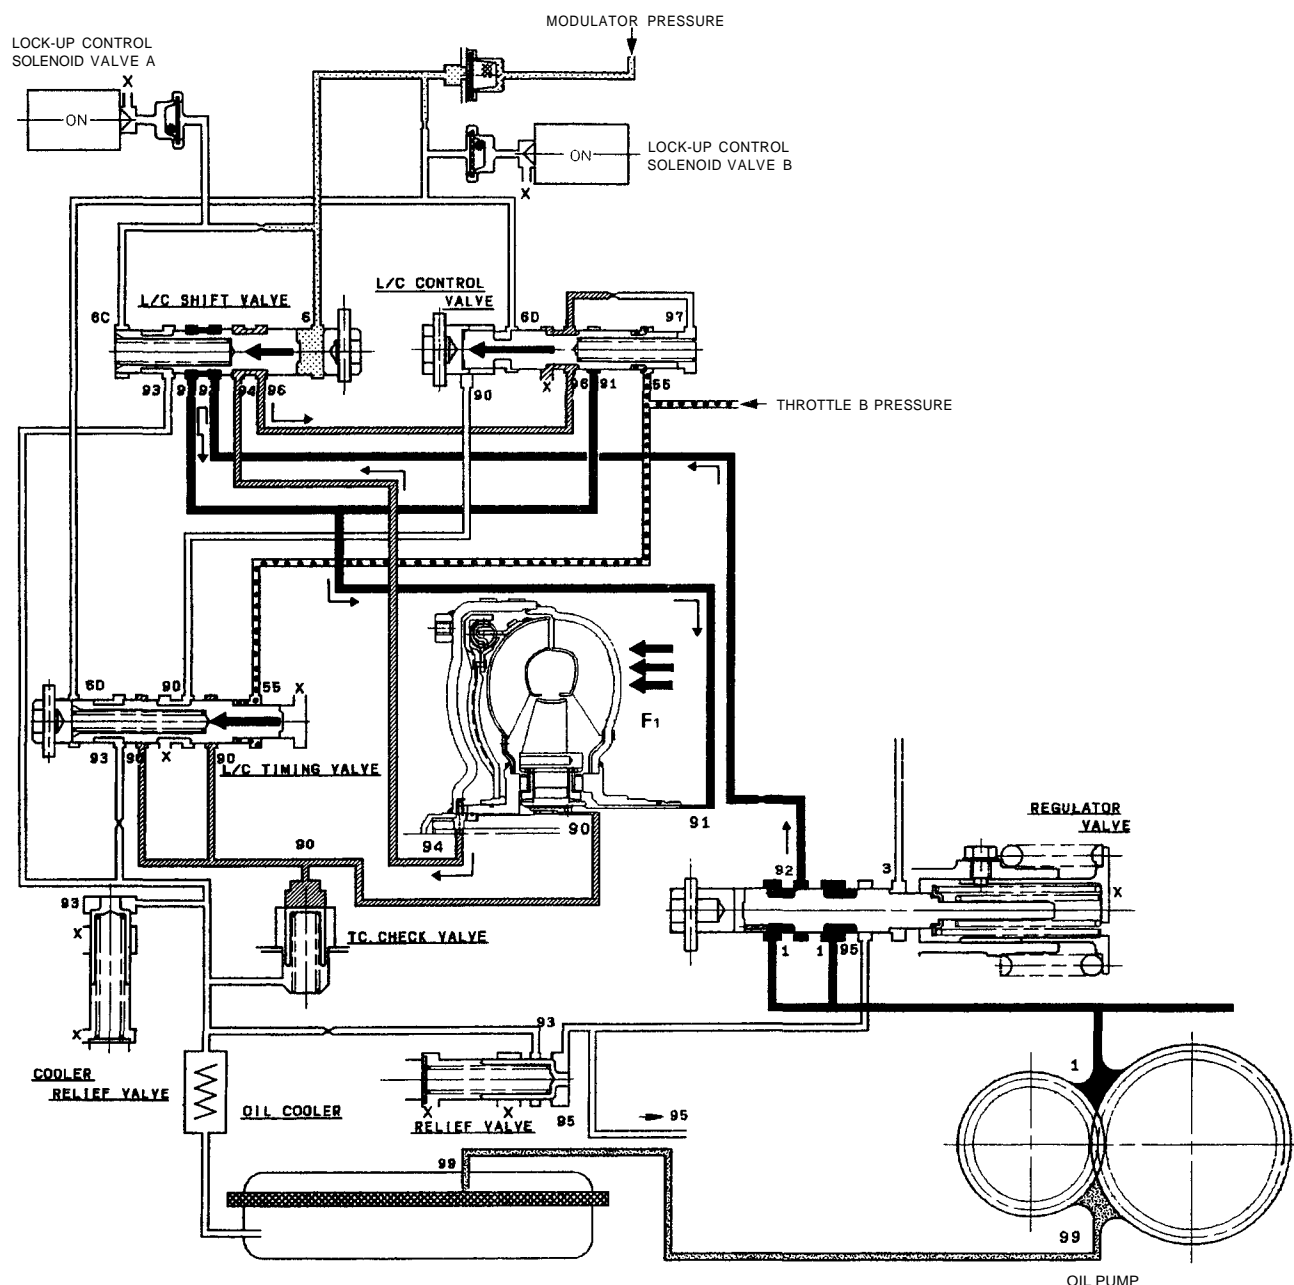 MODULATOR PRESSURE
LOCK-UP CONTROL
SOLENOID VALVE A
X
ON
ON
LOCK-UP CONTROL
SOLENOID VALVE B
X
L/C SHIFT VALVE
L/C CONTROL
VALVE
6C
6
6D
97
93
94
96
90
X
96
91
55
THROTTLE B PRESSURE
6D
90
55
X
93
90
X
90
L/C TIMING VALVE
F1
94
90
91
REGULATOR
VALVE
90
92
3
X
93
X
TC. CHECK VALVE
1
1
95
X
93
COOLER
RELIEF VALVE
OIL COOLER
X
X
RELIEF VALVE
95
95
1
99
99
OIL PUMP